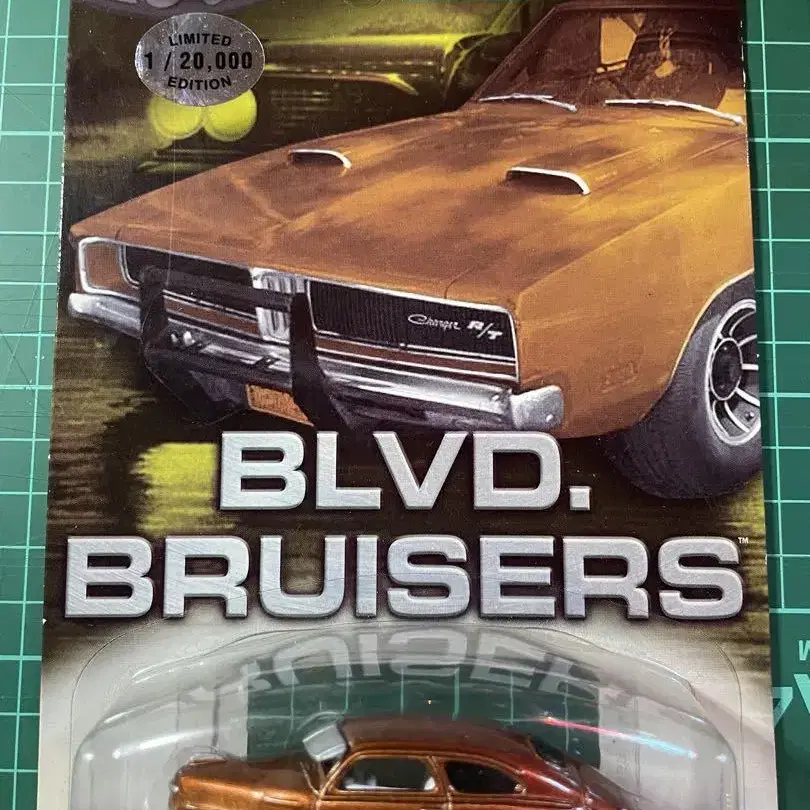 LIMITED
1 / 20,000
EDITION
Charger R/T
BLVD.
BRUISERS™